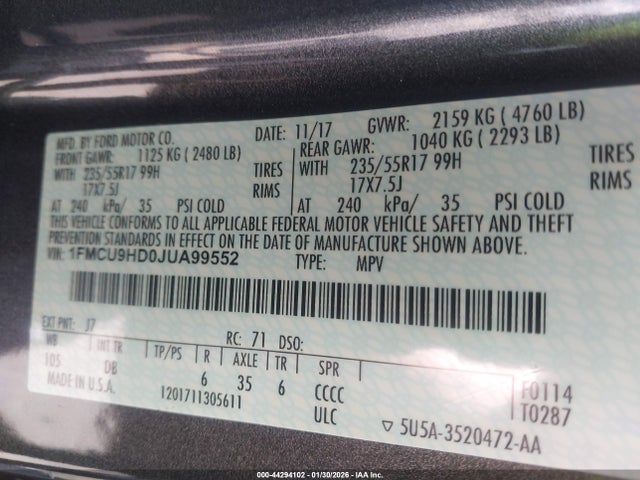 MFD. BY FORD MOTOR CO. DATE: 11/17 GVWR: 2159 KG ( 4760 LB)
FRONT GAWR: 1125 KG ( 2480 LB) REAR GAWR: 1040 KG ( 2293 LB)
WITH 235/55R17 99H TIRES WITH 235/55R17 99H TIRES
17X7.5J RIMS 17X7.5J RIMS
AT 240 kPa/ 35 PSI COLD AT 240 kPa/ 35 PSI COLD
THIS VEHICLE CONFORMS TO ALL APPLICABLE FEDERAL MOTOR VEHICLE SAFETY AND THEFT
PREVENTION STANDARDS IN EFFECT ON THE DATE OF MANUFACTURE SHOWN ABOVE.
VIN: 1FMCU9HD0JUA99552 TYPE: MPV
EXT PNT: J7 RC: 71 DSO:
WB INT TR TP/PS R AXLE TR SPR
105 DB 6 35 6 CCCC F0114
MADE IN U.S.A. 1201711305611 ULC T0287
5U5A-3520472-AA
000-44294102 - 01/30/2026 - IAA Inc.